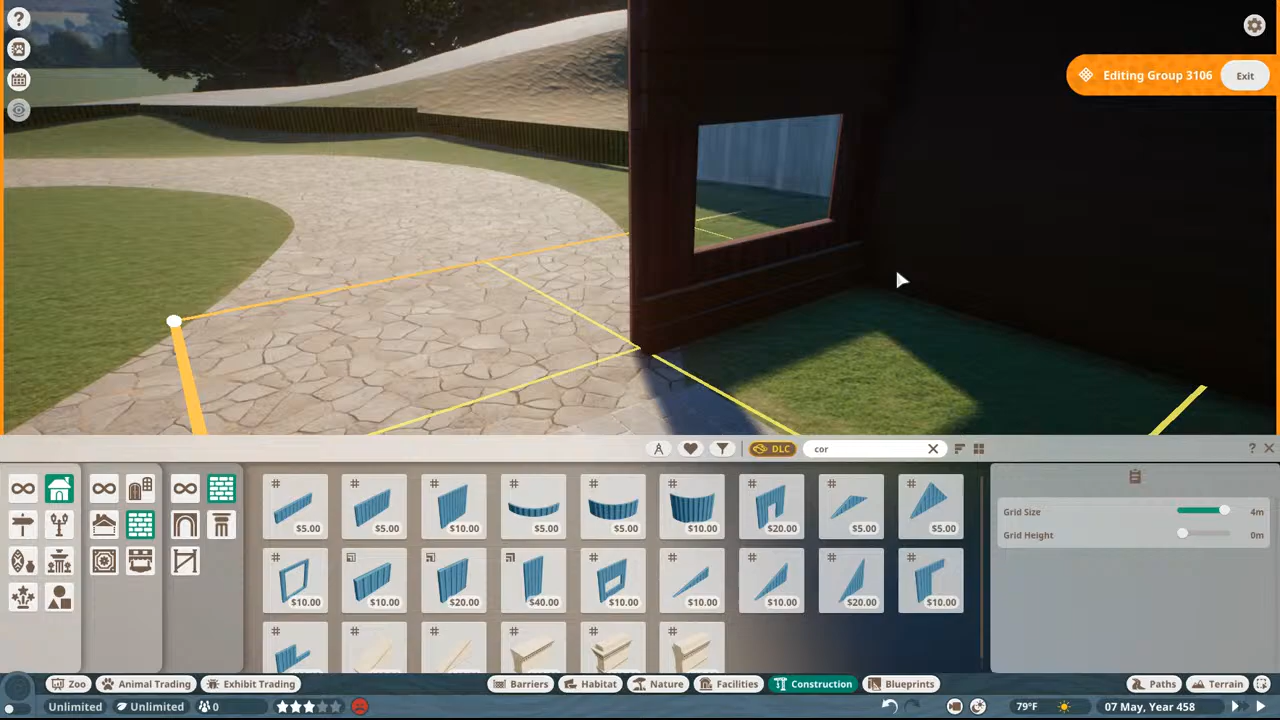 ?
Editing Group 3106 Exit
DLC cor
?
$5.00 $5.00 $10.00 $5.00 $5.00 $10.00 $20.00 $5.00 $5.00
Grid Size 4m
Grid Height 0m
$10.00 $10.00 $20.00 $40.00 $10.00 $10.00 $10.00 $20.00 $10.00
Zoo Animal Trading Exhibit Trading Barriers Habitat Nature Facilities Construction Blueprints Paths Terrain
Unlimited Unlimited 0 79°F 07 May, Year 458